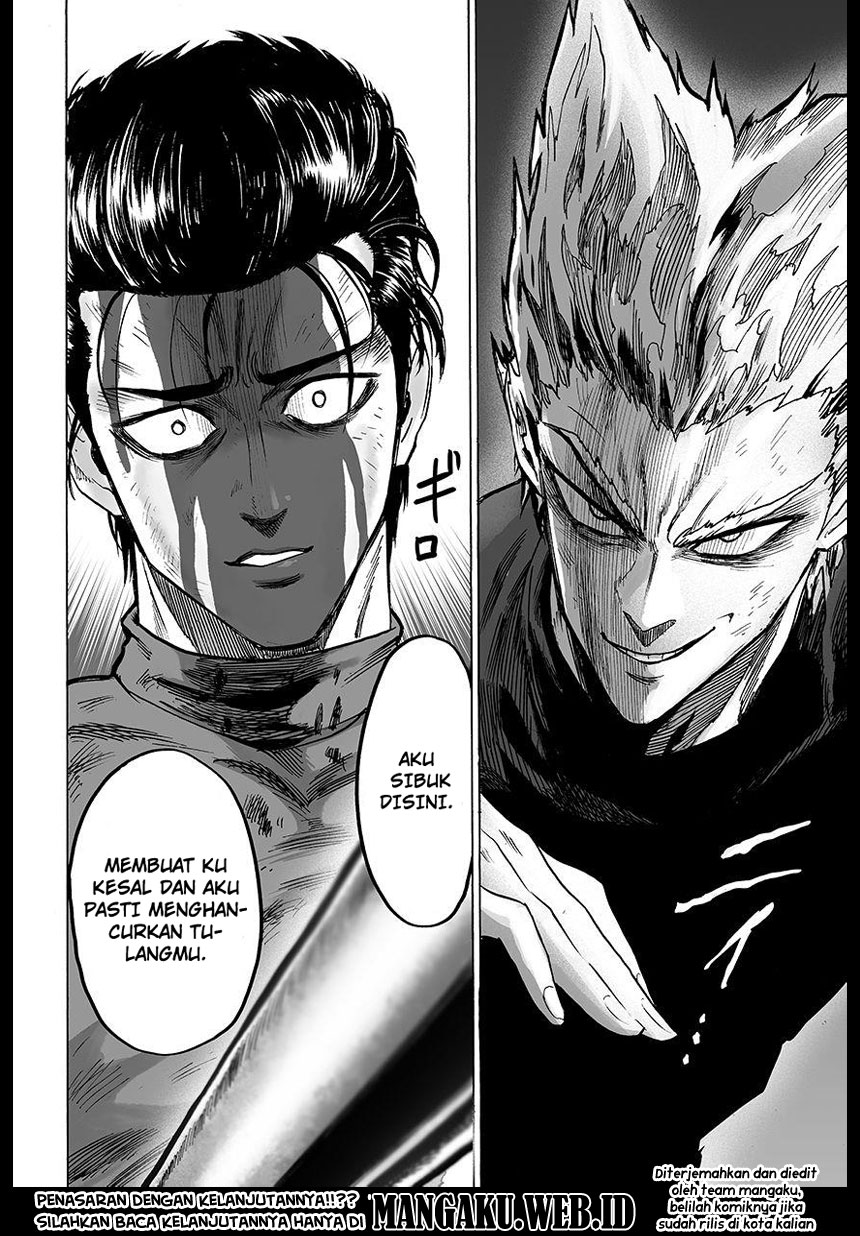 AKU
SIBUK
DISINI.
MEMBUAT KU
KESAL DAN AKU
PASTI MENGHAN-
CURKAN TU-
LANGMU.
ギロ
PENASARAN DENGAN KELANJUTANNYA!!??
SILAHKAN BACA KELANJUTANNYA HANYA DI
MANGAKU.WEB.ID
Diterjemahkan dan diedit
oleh team mangaku,
belilah komiknya jika
sudah rilis di kota kalian